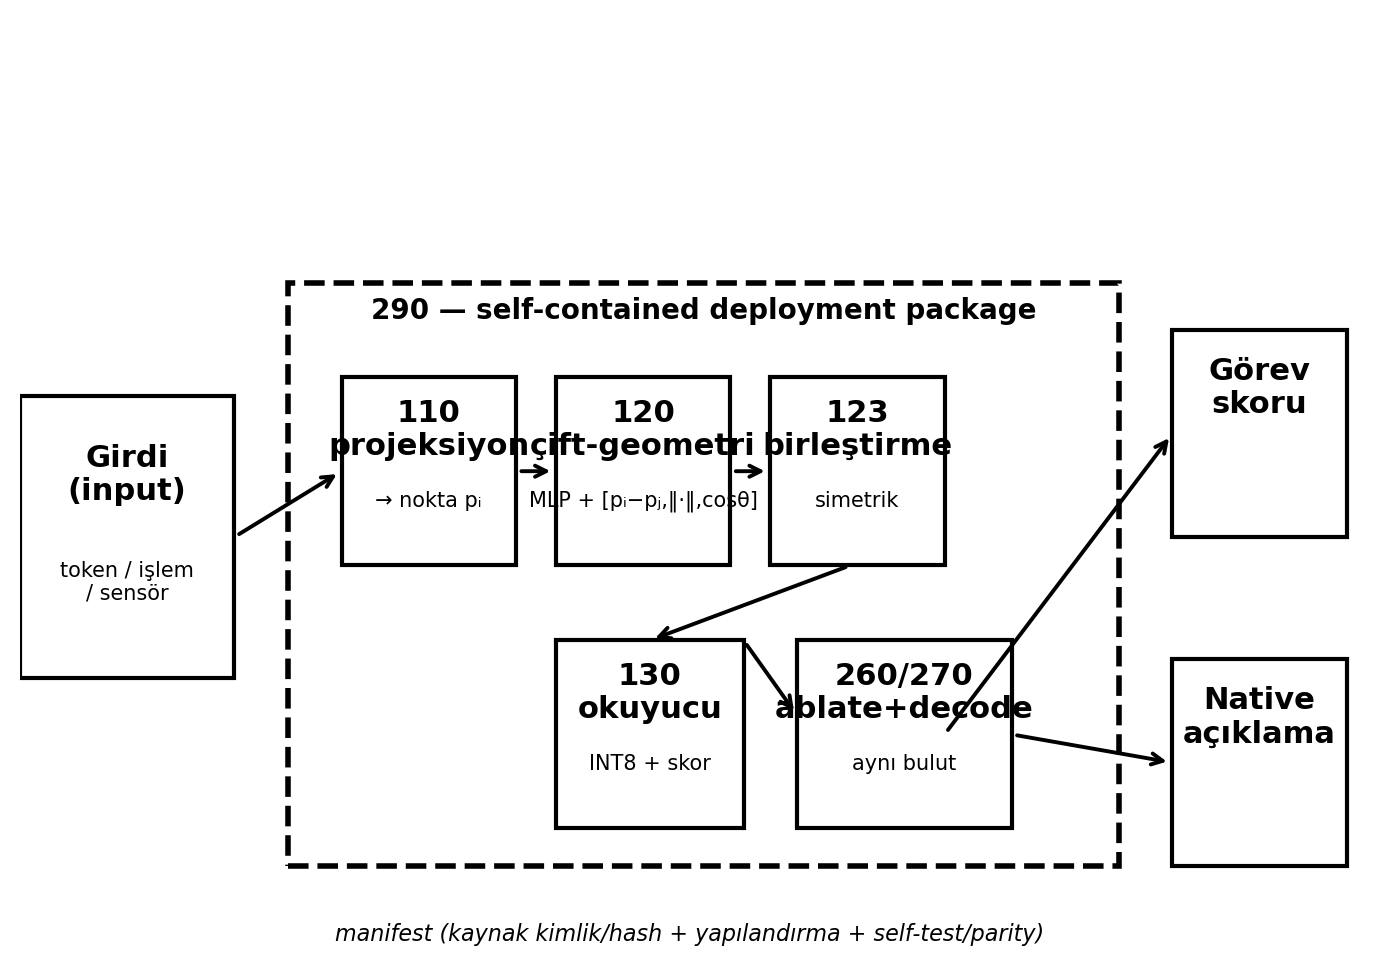 290 — self-contained deployment package
Girdi
(input)
token / işlem
/ sensör
110
projeksiyon
→ nokta pᵢ
120
çift-geometri
MLP + [pᵢ−pⱼ,‖·‖,cosθ]
123
birleştirme
simetrik
130
okuyucu
INT8 + skor
260/270
ablate+decode
aynı bulut
Görev
skoru
Native
açıklama
manifest (kaynak kimlik/hash + yapılandırma + self-test/parity)